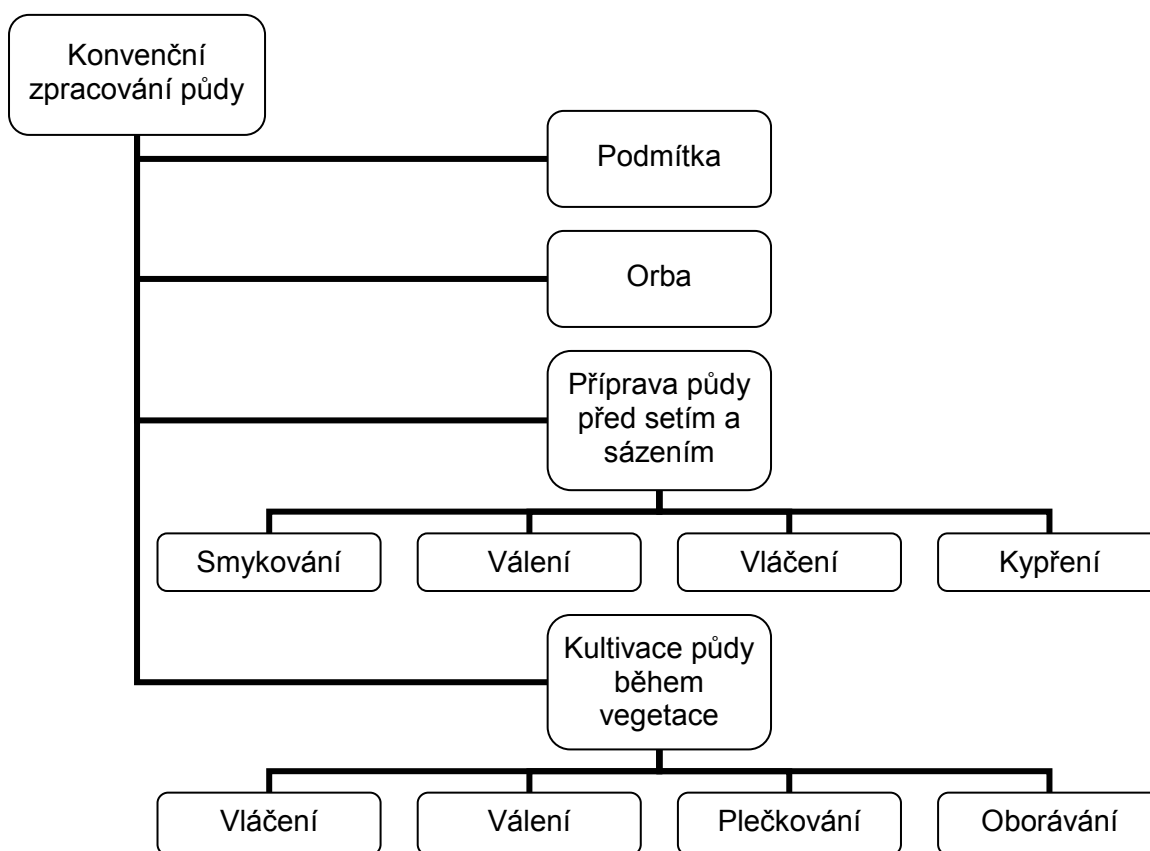 Konvenční
zpracování půdy
Podmítka
Orba
Příprava půdy
před setím a
sázením
Smykování
Válení
Vláčení
Kypření
Kultivace půdy
během
vegetace
Vláčení
Válení
Plečkování
Oborávání